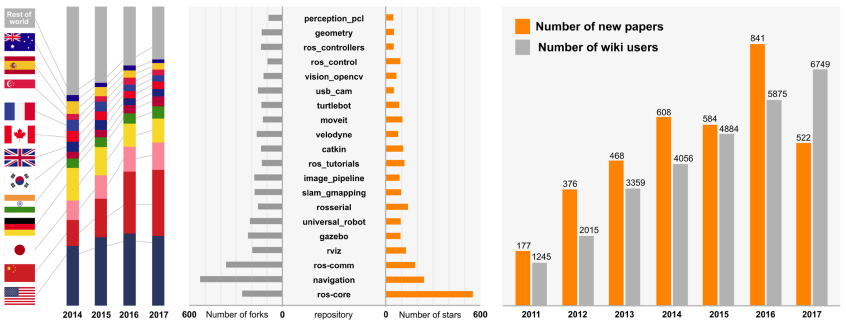 Rest of
world
2014 2015 2016 2017
perception_pcl
geometry
ros_controllers
ros_control
vision_opencv
usb_cam
turtlebot
moveit
velodyne
catkin
ros_tutorials
image_pipeline
slam_gmapping
rosserial
universal_robot
gazebo
rviz
ros-comm
navigation
ros-core
600 Number of forks 0 repository 0 Number of stars 600
Number of new papers
Number of wiki users
177
1245
376
2015
468
3359
608
4056
584
4884
841
5875
522
6749
2011 2012 2013 2014 2015 2016 2017